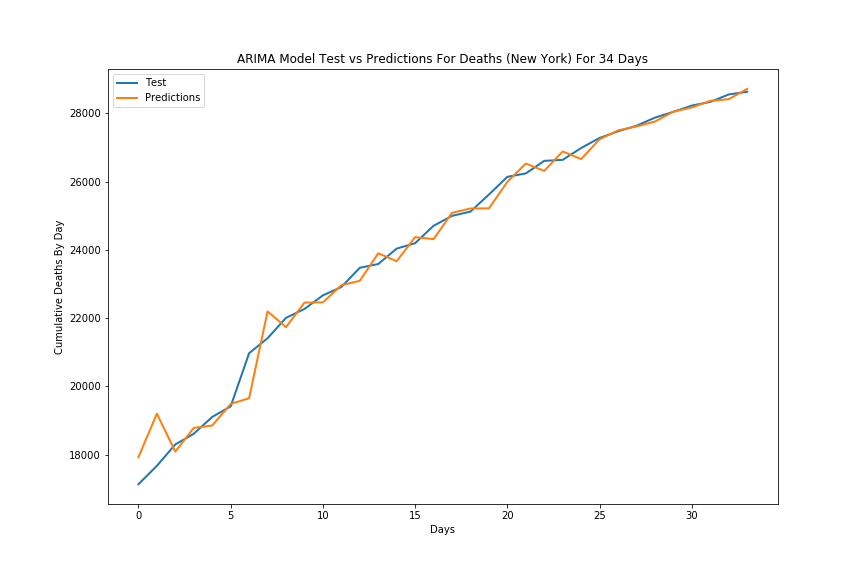 ARIMA Model Test vs Predictions For Deaths (New York) For 34 Days
Test
Predictions
Cumulative Deaths By Day
28000
26000
24000
22000
20000
18000
0 5 10 15 20 25 30
Days